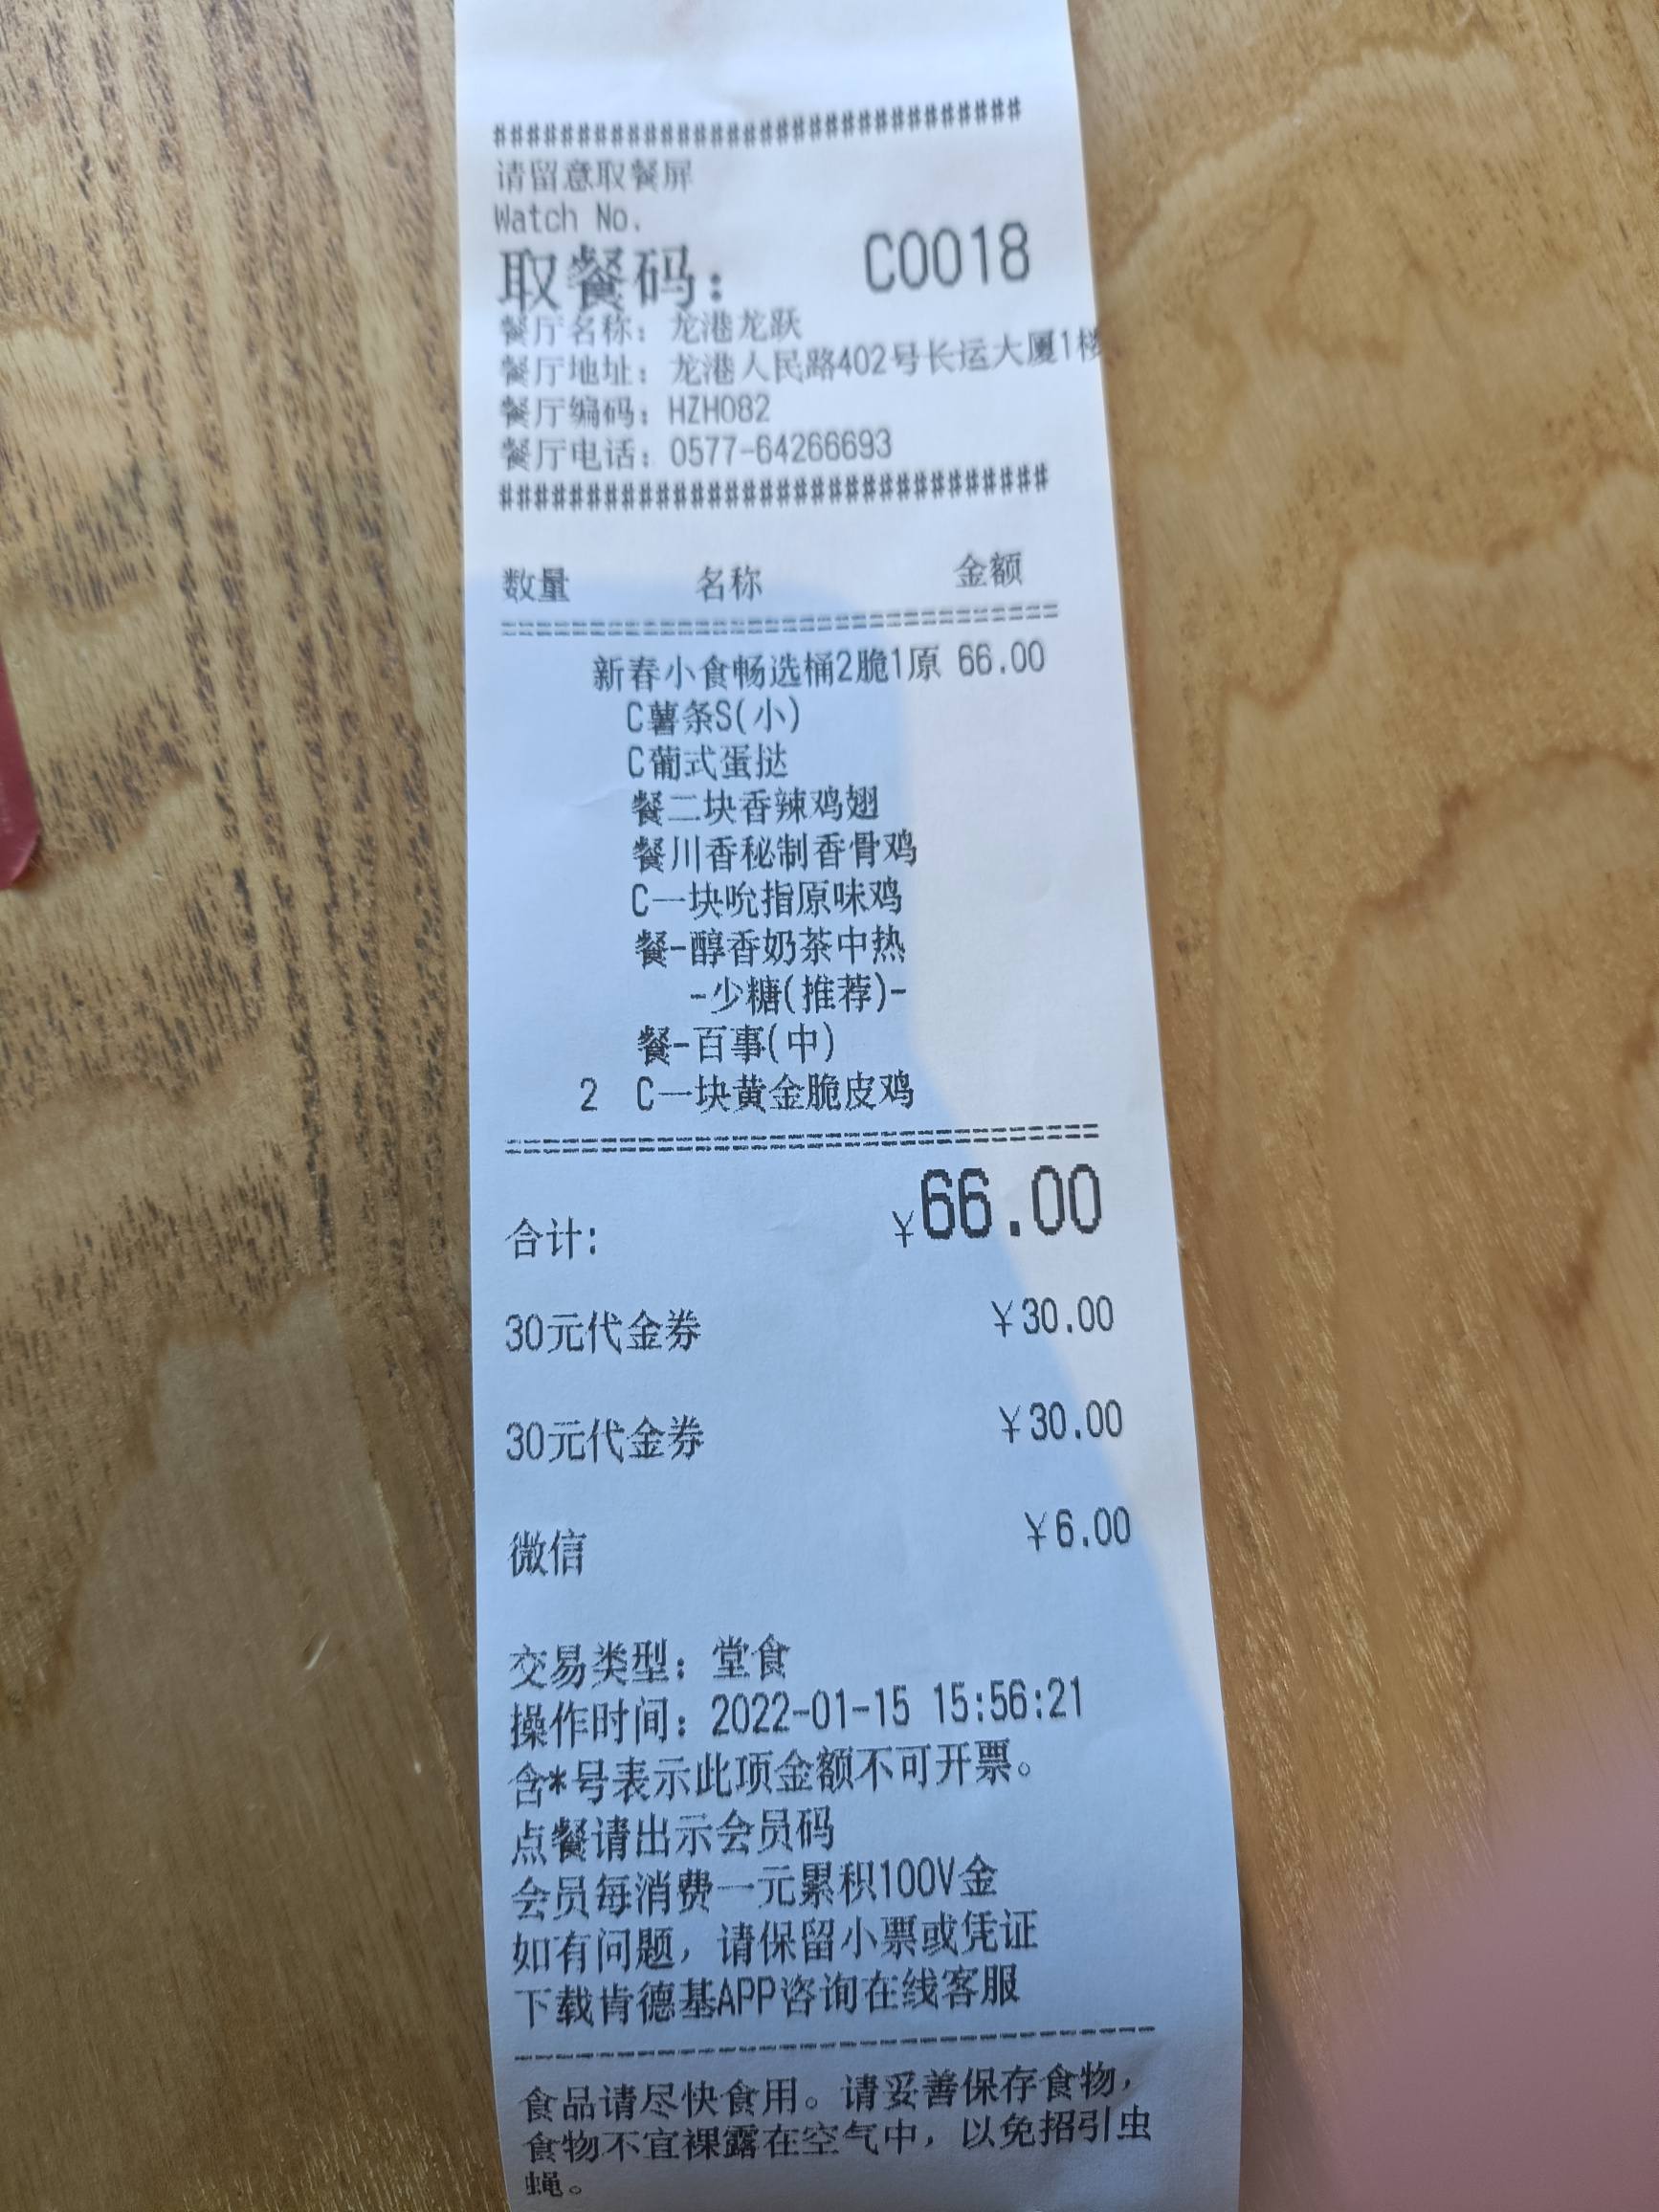 ################################
请留意取餐屏
Watch No.
取餐码： C0018
餐厅名称：龙港龙跃
餐厅地址：龙港人民路402号长运大厦1楼
餐厅编码：HZH082
餐厅电话：0577-64266693
################################
数量 名称 金额
================================
新春小食畅选桶2脆1原 66.00
C薯条S(小)
C葡式蛋挞
餐二块香辣鸡翅
餐川香秘制香骨鸡
C一块吮指原味鸡
餐-醇香奶茶中热
-少糖(推荐)-
餐-百事(中)
2 C一块黄金脆皮鸡
================================
合计: ¥66.00
30元代金券 ¥30.00
30元代金券 ¥30.00
微信 ¥6.00
交易类型：堂食
操作时间：2022-01-15 15:56:21
含*号表示此项金额不可开票。
点餐请出示会员码
会员每消费一元累积100V金
如有问题，请保留小票或凭证
下载肯德基APP咨询在线客服
--------------------------------
食品请尽快食用。请妥善保存食物，
食物不宜裸露在空气中，以免招引虫
蝇。